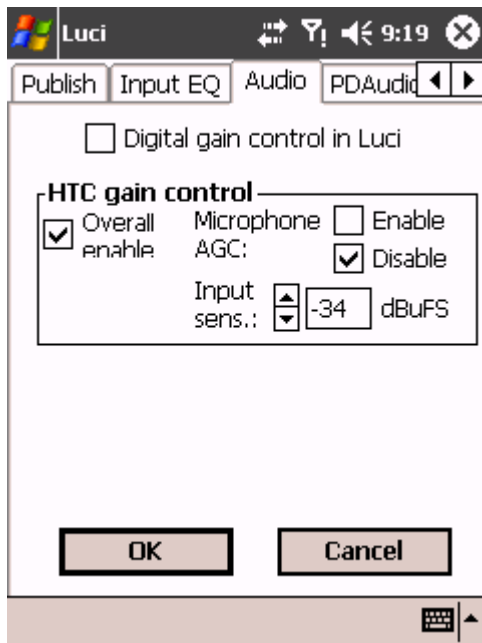 Luci 9:19
Publish Input EQ Audio PDAudio
Digital gain control in Luci
HTC gain control
Overall enable
Microphone AGC:
Enable
Disable
Input sens.:
-34 dBuFS
OK Cancel